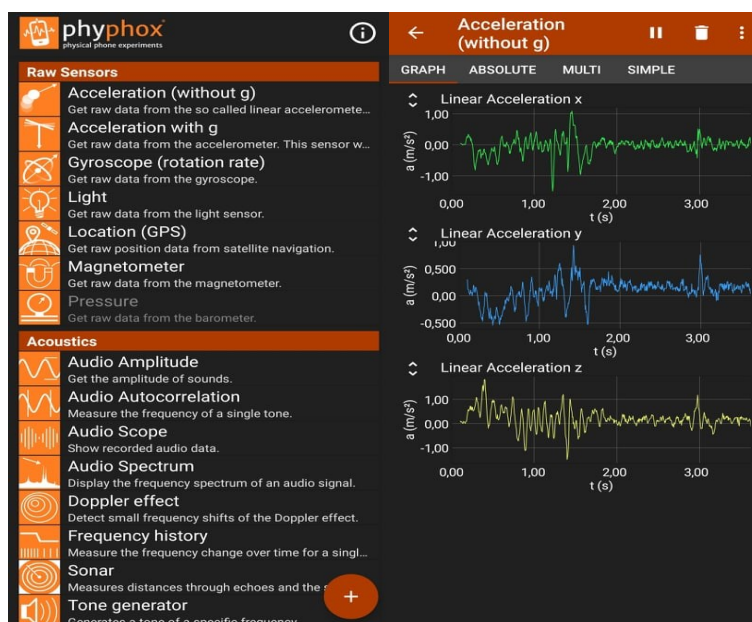 phyphox
physical phone experiments
Raw Sensors
Acceleration (without g)
Get raw data from the so called linear acceleromete...
Acceleration with g
Get raw data from the accelerometer. This sensor w...
Gyroscope (rotation rate)
Get raw data from the gyroscope.
Light
Get raw data from the light sensor.
Location (GPS)
Get raw position data from satellite navigation.
Magnetometer
Get raw data from the magnetometer.
Pressure
Get raw data from the barometer.
Acoustics
Audio Amplitude
Get the amplitude of sounds.
Audio Autocorrelation
Measure the frequency of a single tone.
Audio Scope
Show recorded audio data.
Audio Spectrum
Display the frequency spectrum of an audio signal.
Doppler effect
Detect small frequency shifts of the Doppler effect.
Frequency history
Measure the frequency change over time for a singl...
Sonar
Measures distances through echoes and the s
Tone generator
Generates a tone of a specific frequency.
+
Acceleration
(without g)
GRAPH ABSOLUTE MULTI SIMPLE
Linear Acceleration x
a (m/s²)
1,00
0,00
-1,00
0,00 1,00 2,00 3,00
t (s)
Linear Acceleration y
a (m/s²)
1,00
0,500
0,00
-0,500
0,00 1,00 2,00 3,00
t (s)
Linear Acceleration z
a (m/s²)
1,00
0,00
-1,00
0,00 1,00 2,00 3,00
t (s)